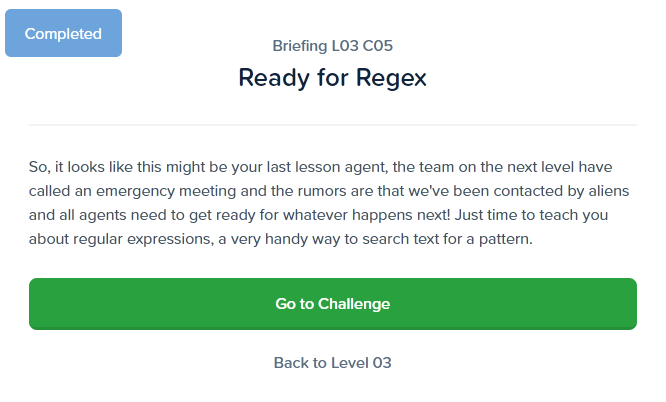 Completed
Briefing L03 C05
Ready for Regex
So, it looks like this might be your last lesson agent, the team on the next level have
called an emergency meeting and the rumors are that we've been contacted by aliens
and all agents need to get ready for whatever happens next! Just time to teach you
about regular expressions, a very handy way to search text for a pattern.
Go to Challenge
Back to Level 03